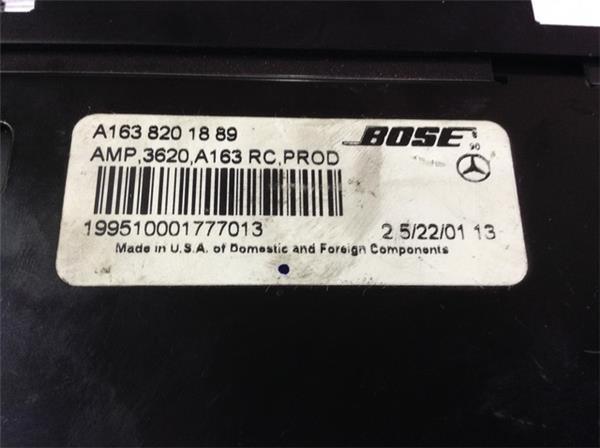 A163 820 18 89
BOSE
AMP,3620,A163 RC,PROD
199510001777013
2,5/22/01 13
Made in U.S.A. of Domestic and Foreign Components